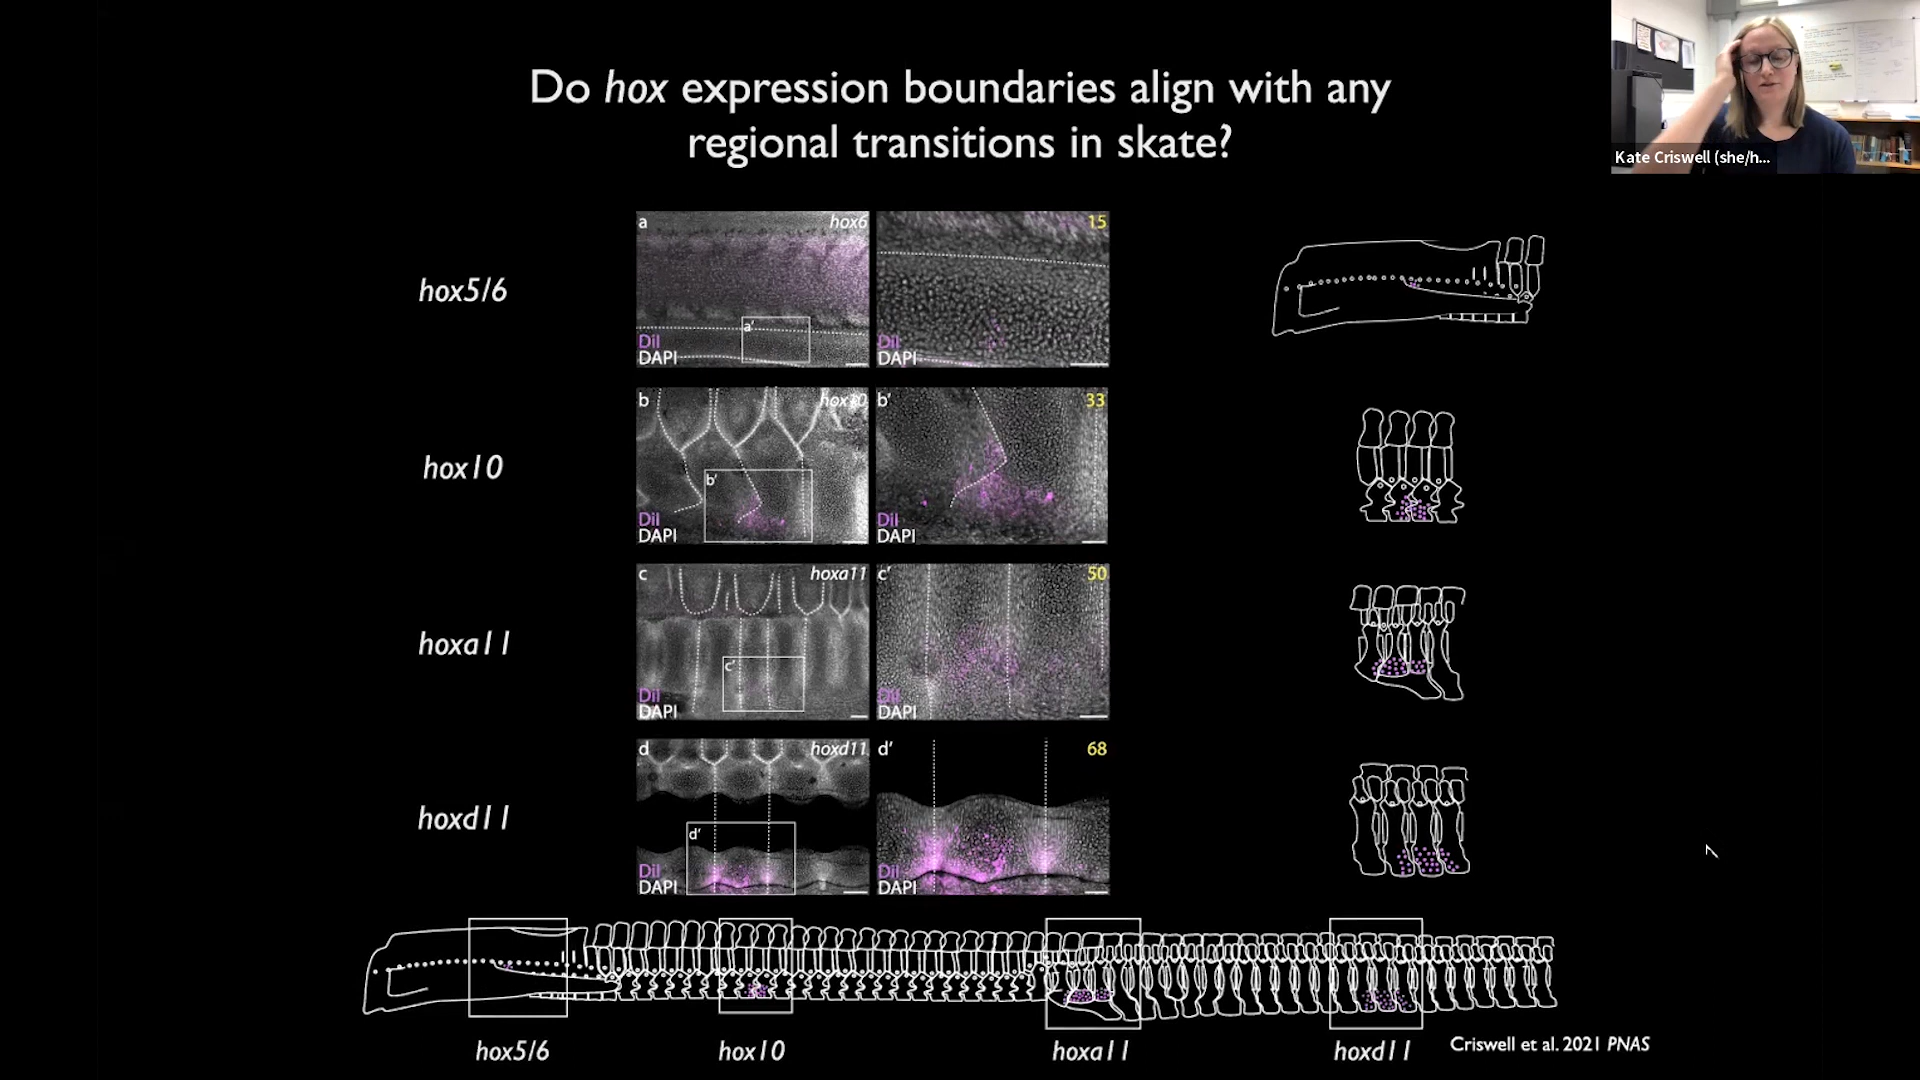 Do hox expression boundaries align with any
regional transitions in skate?
Kate Criswell (she/h...
hox5/6
a
hox6
a'
DiI
DAPI
15
DiI
DAPI
hox10
b
hox10
b'
DiI
DAPI
b'
33
DiI
DAPI
hoxa11
c
hoxa11
c'
DiI
DAPI
c'
50
DiI
DAPI
hoxd11
d
hoxd11
d'
DiI
DAPI
d'
68
DiI
DAPI
hox5/6
hox10
hoxa11
hoxd11
Criswell et al. 2021 PNAS